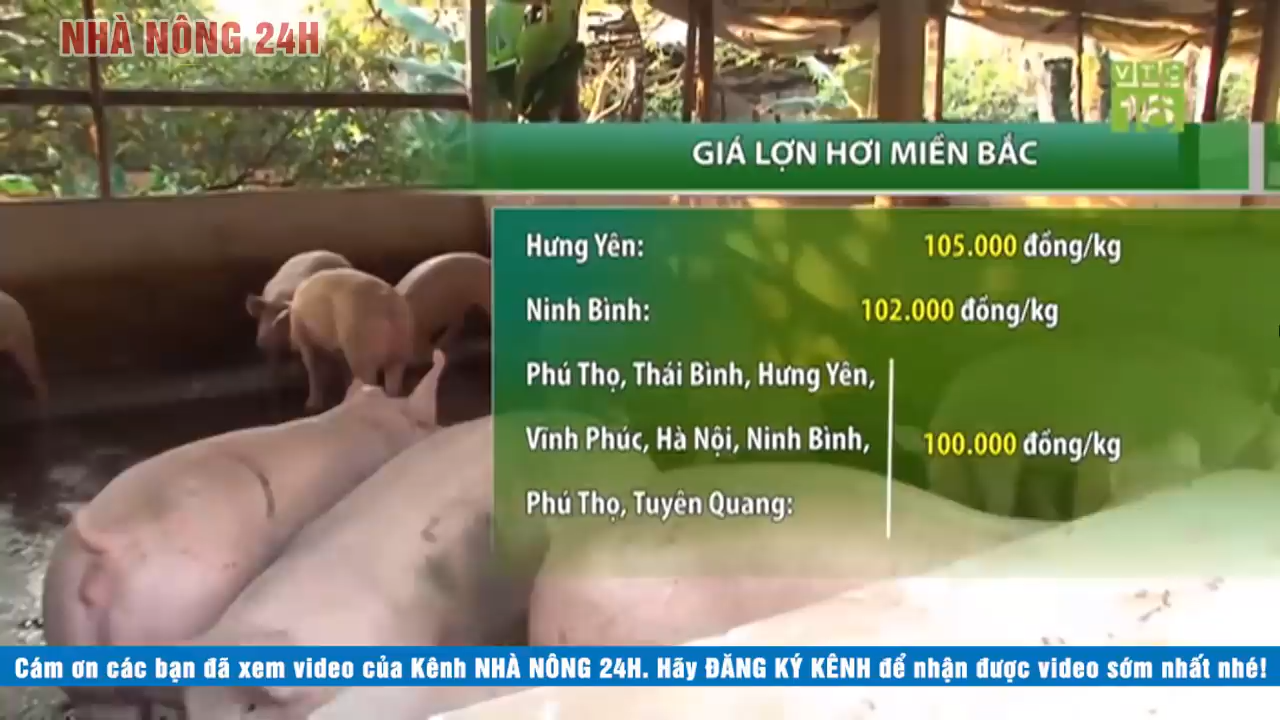 NHÀ NÔNG 24H
VTC
16
GIÁ LỢN HƠI MIỀN BẮC
Hưng Yên: 105.000 đồng/kg
Ninh Bình: 102.000 đồng/kg
Phú Thọ, Thái Bình, Hưng Yên,
Vĩnh Phúc, Hà Nội, Ninh Bình, 100.000 đồng/kg
Phú Thọ, Tuyên Quang:
Cám ơn các bạn đã xem video của Kênh NHÀ NÔNG 24H. Hãy ĐĂNG KÝ KÊNH để nhận được video sớm nhất nhé!